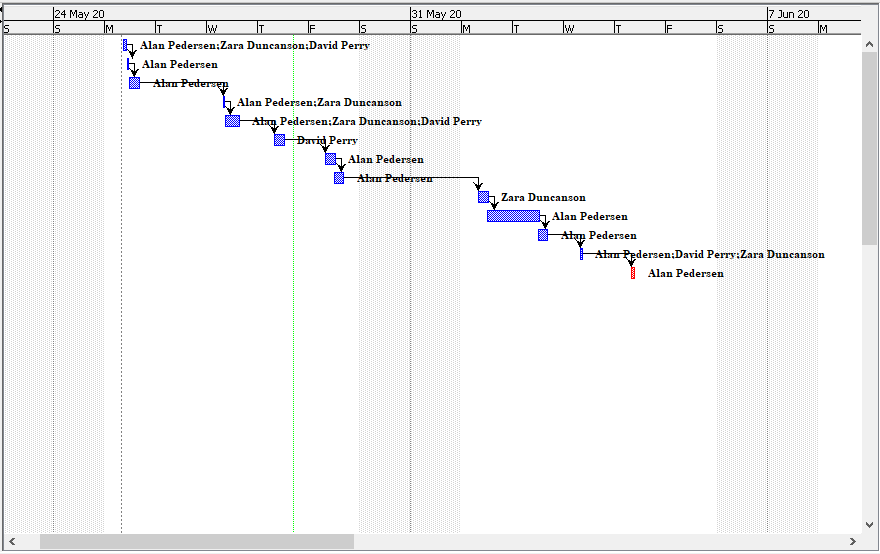 24 May 20 31 May 20 7 Jun 20
S S M T W T F S S M T W T F S S M
Alan Pedersen;Zara Duncanson;David Perry
Alan Pedersen
Alan Pedersen
Alan Pedersen;Zara Duncanson
Alan Pedersen;Zara Duncanson;David Perry
David Perry
Alan Pedersen
Alan Pedersen
Zara Duncanson
Alan Pedersen
Alan Pedersen
Alan Pedersen;David Perry;Zara Duncanson
Alan Pedersen